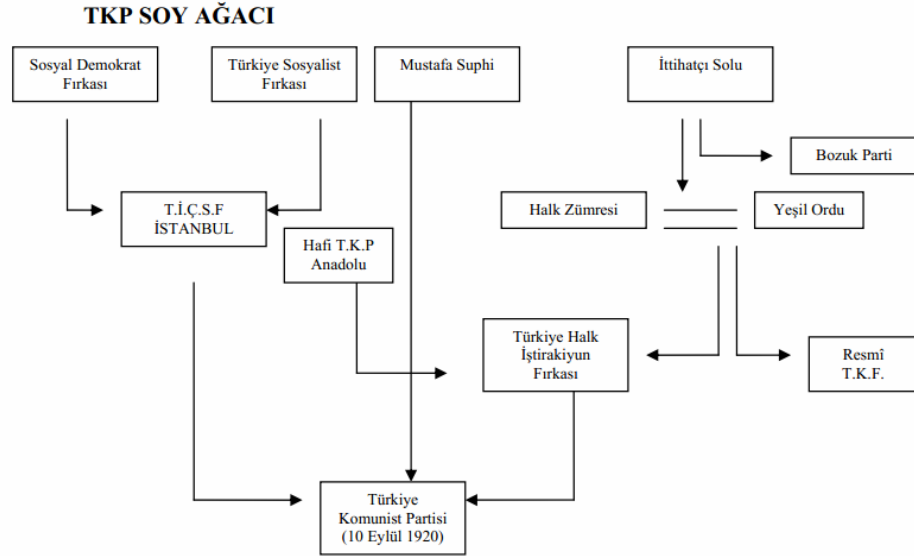 TKP SOY AĞACI
Sosyal Demokrat
Fırkası
Türkiye Sosyalist
Fırkası
Mustafa Suphi
İttihatçı Solu
Bozuk Parti
T.İ.Ç.S.F
İSTANBUL
Halk Zümresi
Yeşil Ordu
Hafi T.K.P
Anadolu
Türkiye Halk
İştirakiyun
Fırkası
Resmî
T.K.F.
Türkiye
Komunist Partisi
(10 Eylül 1920)